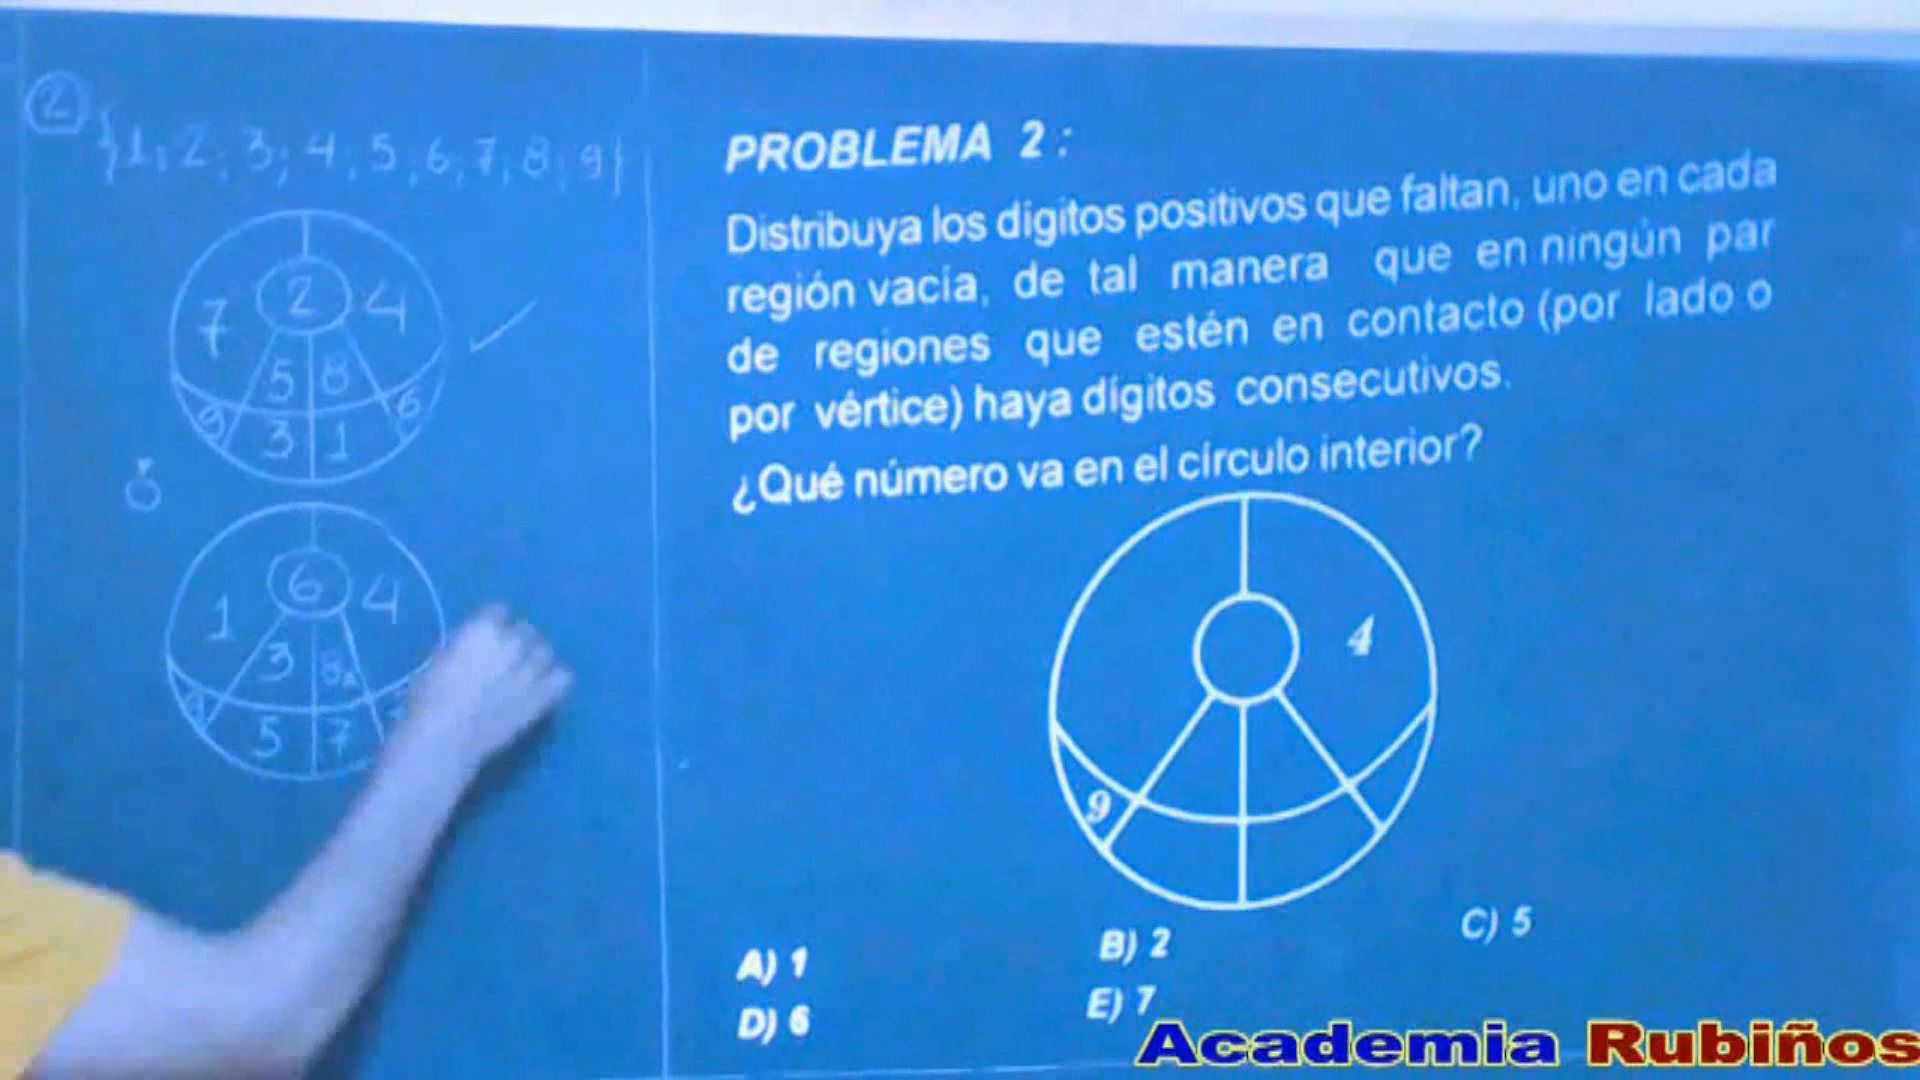 2 {1, 2, 3, 4, 5, 6, 7, 8, 9}
7 2 4
5 8
9 3 1 6
ŏ
6
1 4
3 8
9 5 7
PROBLEMA 2 :
Distribuya los dígitos positivos que faltan, uno en cada
región vacía, de tal manera que en ningún par
de regiones que estén en contacto (por lado o
por vértice) haya dígitos consecutivos.
¿Qué número va en el círculo interior?
4
9
A) 1 B) 2 C) 5
D) 6 E) 7
Academia Rubiños